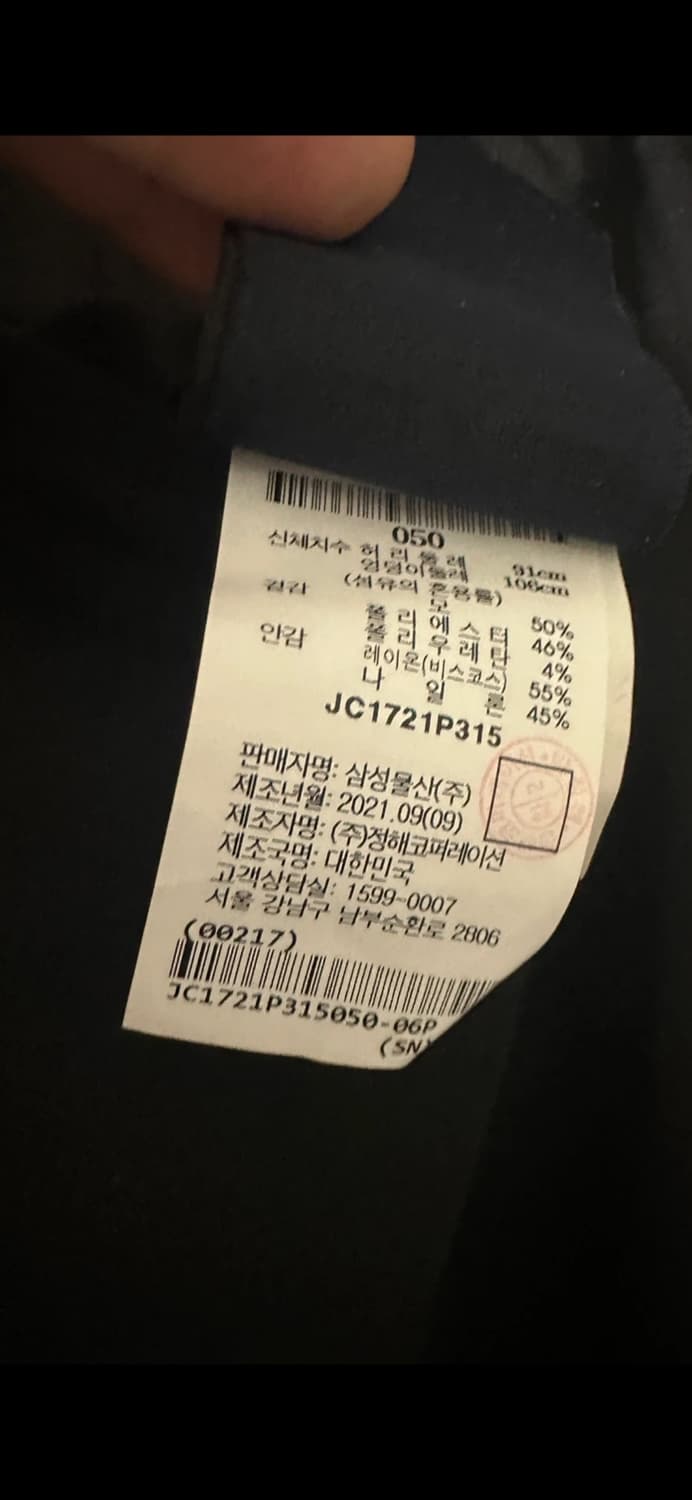 050
신체치수 허 리 둘 레 91cm
엉덩이둘레 106cm
겉감 (섬유의 혼용률)
모 50%
폴 리 에 스 터 46%
폴 리 우 레 탄 4%
안감 레이온(비스코스) 55%
나 일 론 45%
JC1721P315
판매자명: 삼성물산(주)
제조년월: 2021.09(09)
제조자명: (주)정해코퍼레이션
제조국명: 대한민국
고객상담실: 1599-0007
서울 강남구 남부순환로 2806
(00217)
JC1721P315050-06P
(SN)